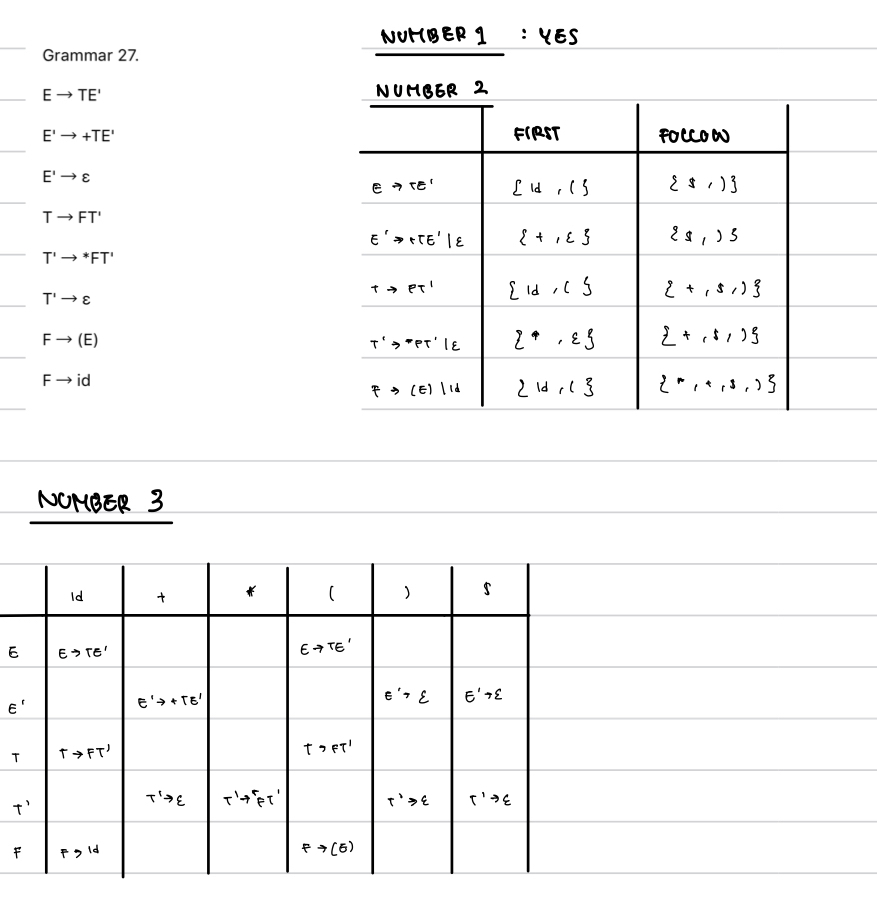 Grammar 27.
E → TE'
E' → +TE'
E' → ε
T → FT'
T' → *FT'
T' → ε
F → (E)
F → id
NUMBER 1 : YES
NUMBER 2
FIRST FOLLOW
E → TE' { id , ( } { $ , ) }
E' → +TE' | ε { + , ε } { $ , ) }
T → FT' { id , ( } { + , $ , ) }
T' → *FT' | ε { * , ε } { + , $ , ) }
F → (E) | id { id , ( } { * , + , $ , ) }
NUMBER 3
id + * ( ) $
E E → TE' E → TE'
E' E' → +TE' E' → ε E' → ε
T T → FT' T → FT'
T' T' → ε T' → *FT' T' → ε T' → ε
F F → id F → (E)